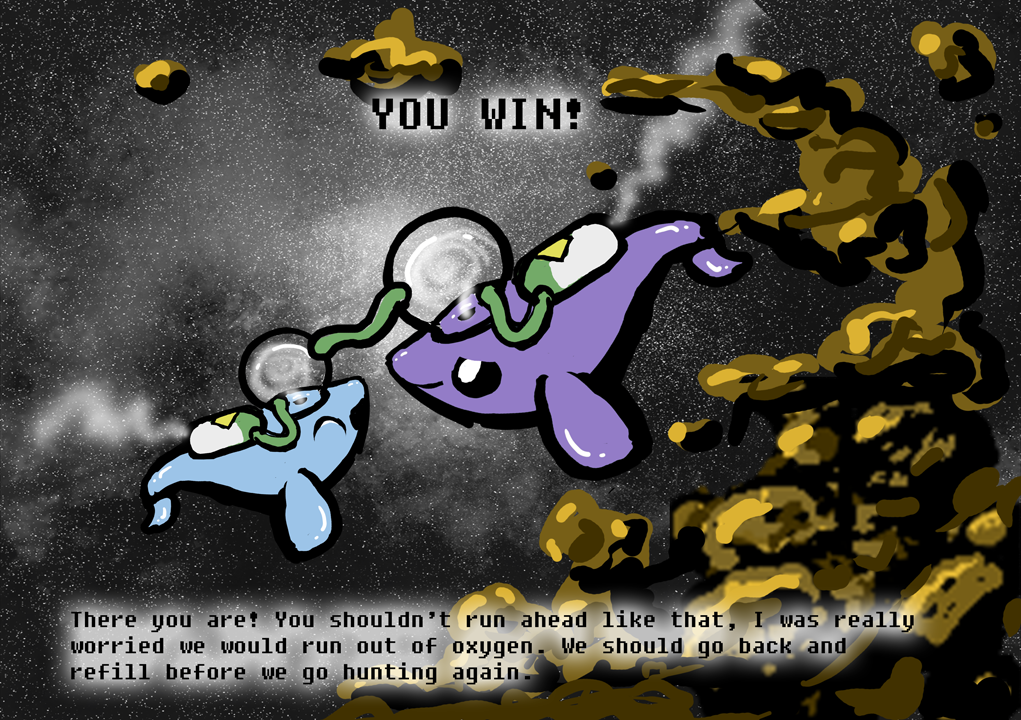 YOU WIN!
There you are! You shouldn't run ahead like that, I was really
worried we would run out of oxygen. We should go back and
refill before we go hunting again.